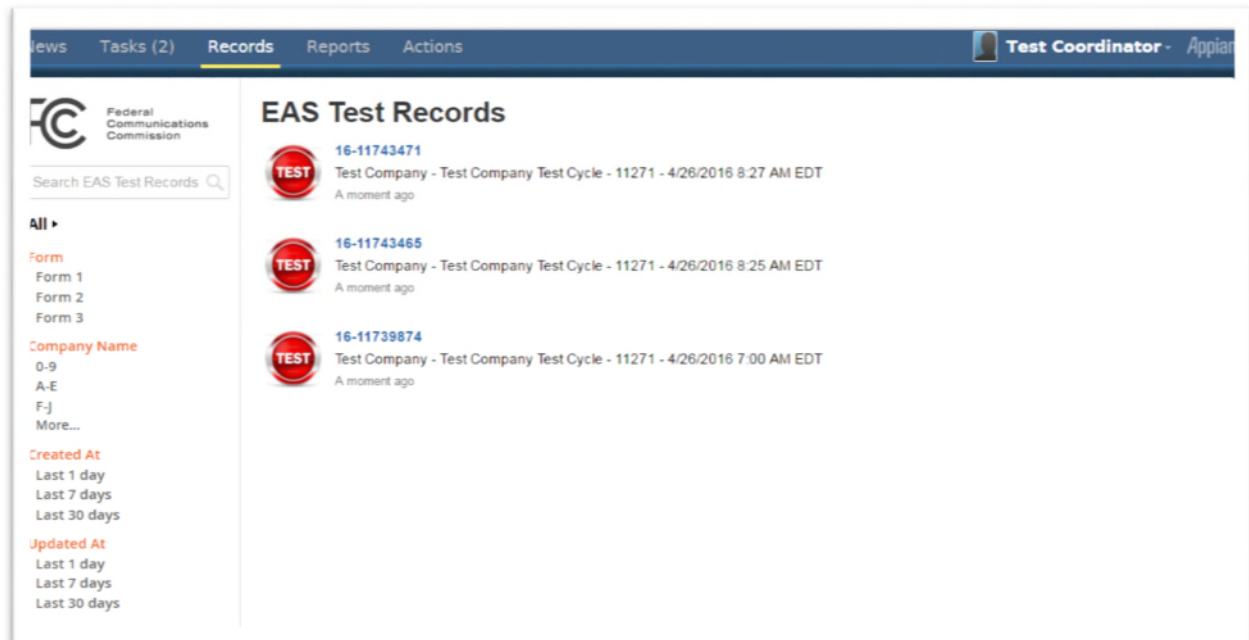 News Tasks (2) Records Reports Actions Test Coordinator Appian
FCC Federal
Communications
Commission
Search EAS Test Records
All
Form
Form 1
Form 2
Form 3
Company Name
0-9
A-E
F-J
More...
Created At
Last 1 day
Last 7 days
Last 30 days
Updated At
Last 1 day
Last 7 days
Last 30 days
EAS Test Records
16-11743471
TEST Test Company - Test Company Test Cycle - 11271 - 4/26/2016 8:27 AM EDT
A moment ago
16-11743465
TEST Test Company - Test Company Test Cycle - 11271 - 4/26/2016 8:25 AM EDT
A moment ago
16-11739874
TEST Test Company - Test Company Test Cycle - 11271 - 4/26/2016 7:00 AM EDT
A moment ago